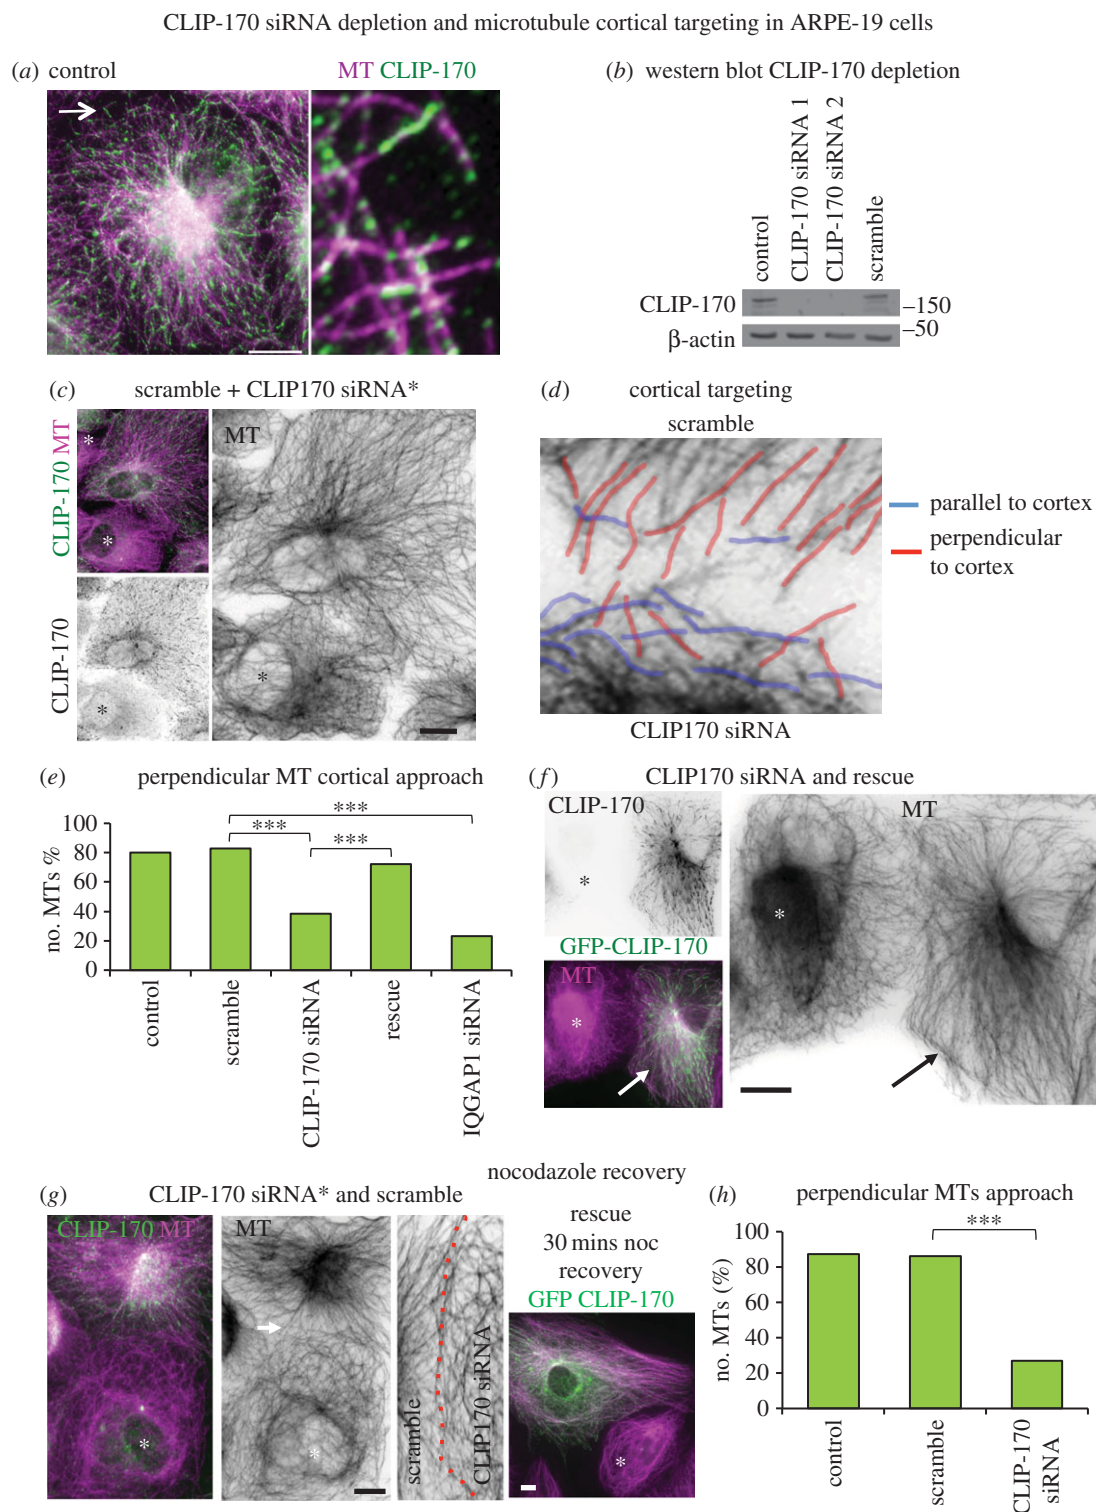 CLIP-170 siRNA depletion and microtubule cortical targeting in ARPE-19 cells
(a) control
MT CLIP-170
(b) western blot CLIP-170 depletion
control
CLIP-170 siRNA 1
CLIP-170 siRNA 2
scramble
CLIP-170
–150
–50
β-actin
(c) scramble + CLIP170 siRNA*
CLIP-170 MT
*
*
MT
*
CLIP-170
*
(d) cortical targeting
scramble
parallel to cortex
perpendicular
to cortex
CLIP170 siRNA
(e) perpendicular MT cortical approach
no. MTs %
100
80
60
40
20
0
***
***
***
control
scramble
CLIP-170 siRNA
rescue
IQGAP1 siRNA
(f) CLIP170 siRNA and rescue
CLIP-170
*
GFP-CLIP-170
MT
*
MT
*
nocodazole recovery
(g) CLIP-170 siRNA* and scramble
CLIP-170 MT
*
MT
*
scramble
CLIP170 siRNA
rescue
30 mins noc
recovery
GFP CLIP-170
*
(h) perpendicular MTs approach
no. MTs (%)
100
80
60
40
20
0
***
control
scramble
CLIP-170
siRNA